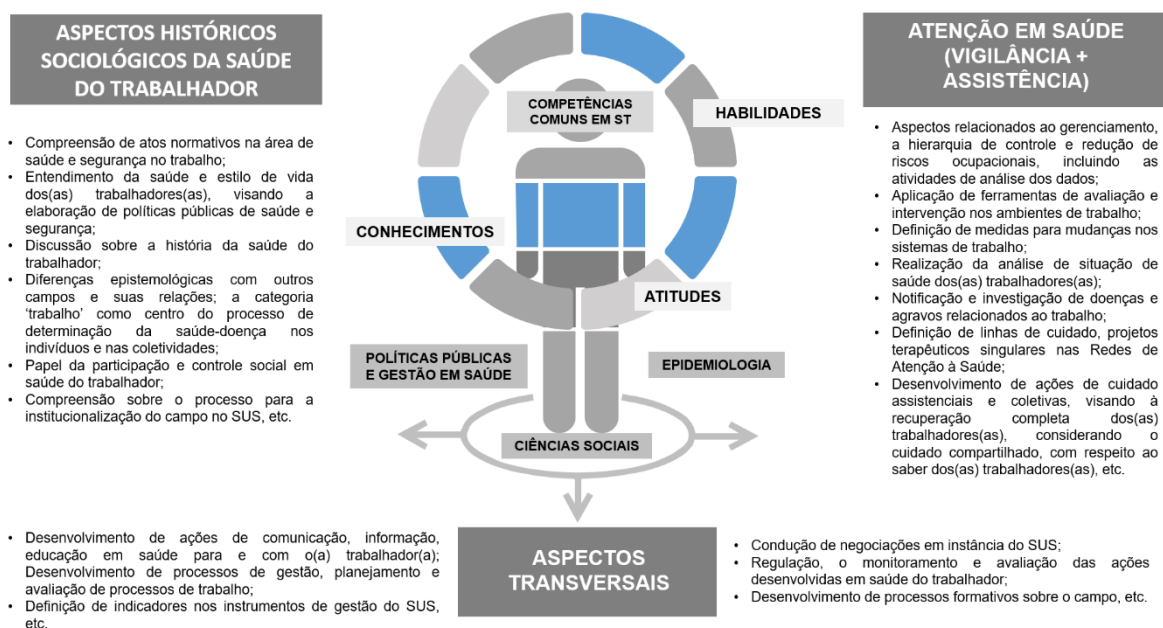 ASPECTOS HISTÓRICOS
SOCIOLÓGICOS DA SAÚDE
DO TRABALHADOR
• Compreensão de atos normativos na área de
saúde e segurança no trabalho;
• Entendimento da saúde e estilo de vida
dos(as) trabalhadores(as), visando a
elaboração de políticas públicas de saúde e
segurança;
• Discussão sobre a história da saúde do
trabalhador;
• Diferenças epistemológicas com outros
campos e suas relações; a categoria
‘trabalho’ como centro do processo de
determinação da saúde-doença nos
indivíduos e nas coletividades;
• Papel da participação e controle social em
saúde do trabalhador;
• Compreensão sobre o processo para a
institucionalização do campo no SUS, etc.
COMPETÊNCIAS
COMUNS EM ST
HABILIDADES
CONHECIMENTOS
ATITUDES
POLÍTICAS PÚBLICAS
E GESTÃO EM SAÚDE
EPIDEMIOLOGIA
CIÊNCIAS SOCIAIS
ATENÇÃO EM SAÚDE
(VIGILÂNCIA +
ASSISTÊNCIA)
• Aspectos relacionados ao gerenciamento,
a hierarquia de controle e redução de
riscos ocupacionais, incluindo as
atividades de análise dos dados;
• Aplicação de ferramentas de avaliação e
intervenção nos ambientes de trabalho;
• Definição de medidas para mudanças nos
sistemas de trabalho;
• Realização da análise de situação de
saúde dos(as) trabalhadores(as);
• Notificação e investigação de doenças e
agravos relacionados ao trabalho;
• Definição de linhas de cuidado, projetos
terapêuticos singulares nas Redes de
Atenção à Saúde;
• Desenvolvimento de ações de cuidado
assistenciais e coletivas, visando à
recuperação completa dos(as)
trabalhadores(as), considerando o
cuidado compartilhado, com respeito ao
saber dos(as) trabalhadores(as), etc.
• Desenvolvimento de ações de comunicação, informação,
educação em saúde para e com o(a) trabalhador(a);
Desenvolvimento de processos de gestão, planejamento e
avaliação de processos de trabalho;
• Definição de indicadores nos instrumentos de gestão do SUS,
etc.
ASPECTOS
TRANSVERSAIS
• Condução de negociações em instância do SUS;
• Regulação, o monitoramento e avaliação das ações
desenvolvidas em saúde do trabalhador;
• Desenvolvimento de processos formativos sobre o campo, etc.